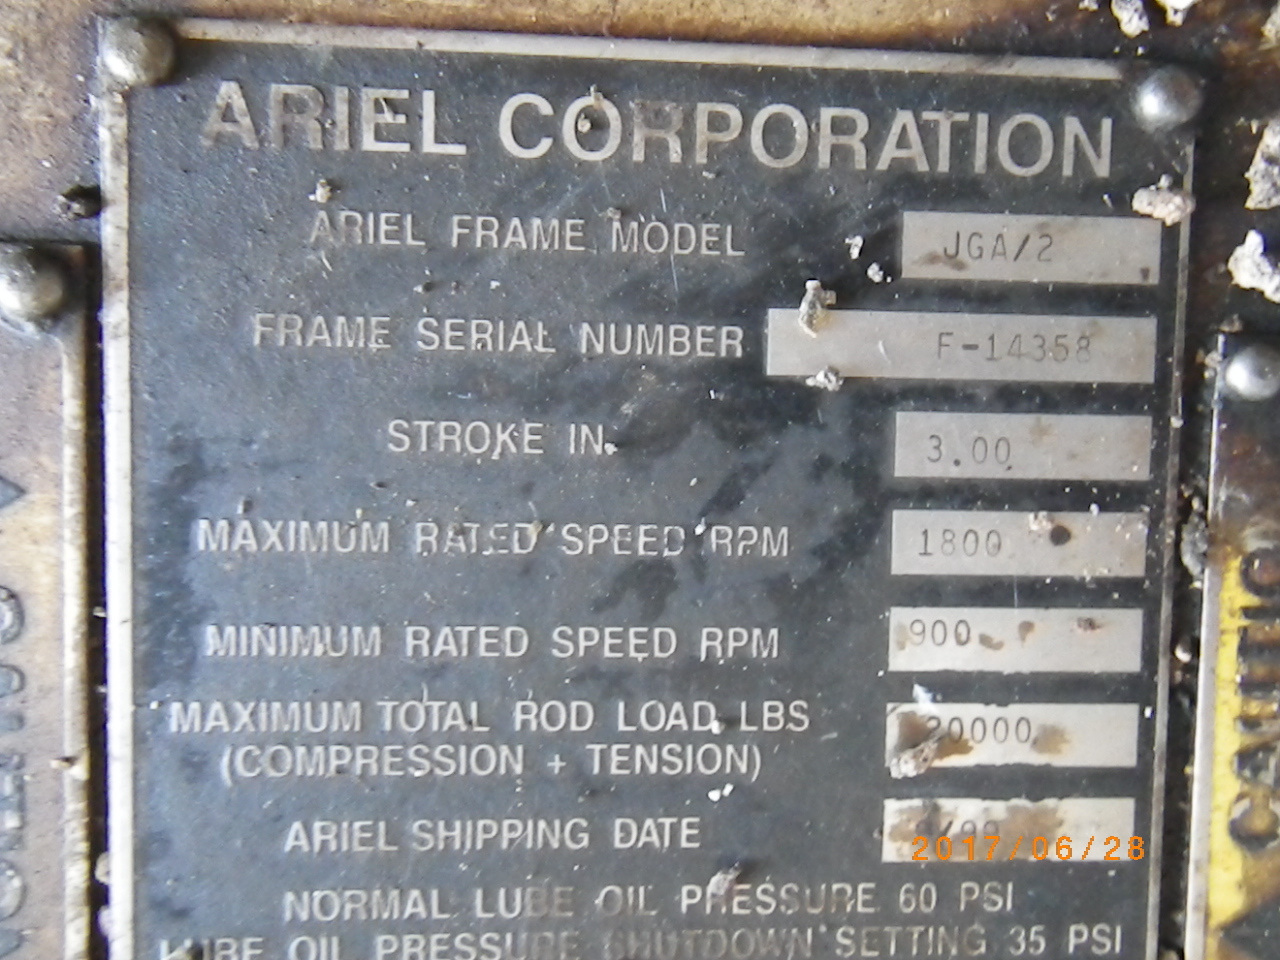 ARIEL CORPORATION
ARIEL FRAME MODEL JGA/2
FRAME SERIAL NUMBER F-14358
STROKE IN. 3.00
MAXIMUM RATED SPEED RPM 1800
MINIMUM RATED SPEED RPM 900
MAXIMUM TOTAL ROD LOAD, LBS 20000
(COMPRESSION + TENSION)
ARIEL SHIPPING DATE
2017/06/28
NORMAL LUBE OIL PRESSURE 60 PSI
LUBE OIL PRESSURE SHUTDOWN SETTING 35 PSI